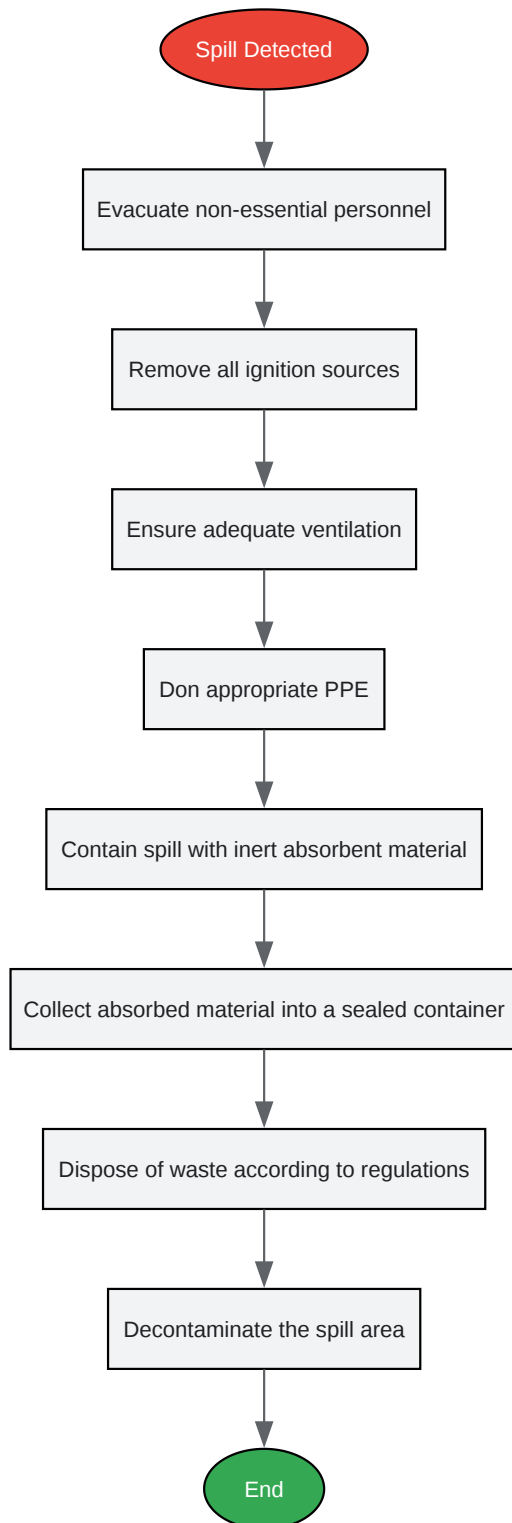 Spill Detected
Evacuate non-essential personnel
Remove all ignition sources
Ensure adequate ventilation
Don appropriate PPE
Contain spill with inert absorbent material
Collect absorbed material into a sealed container
Dispose of waste according to regulations
Decontaminate the spill area
End